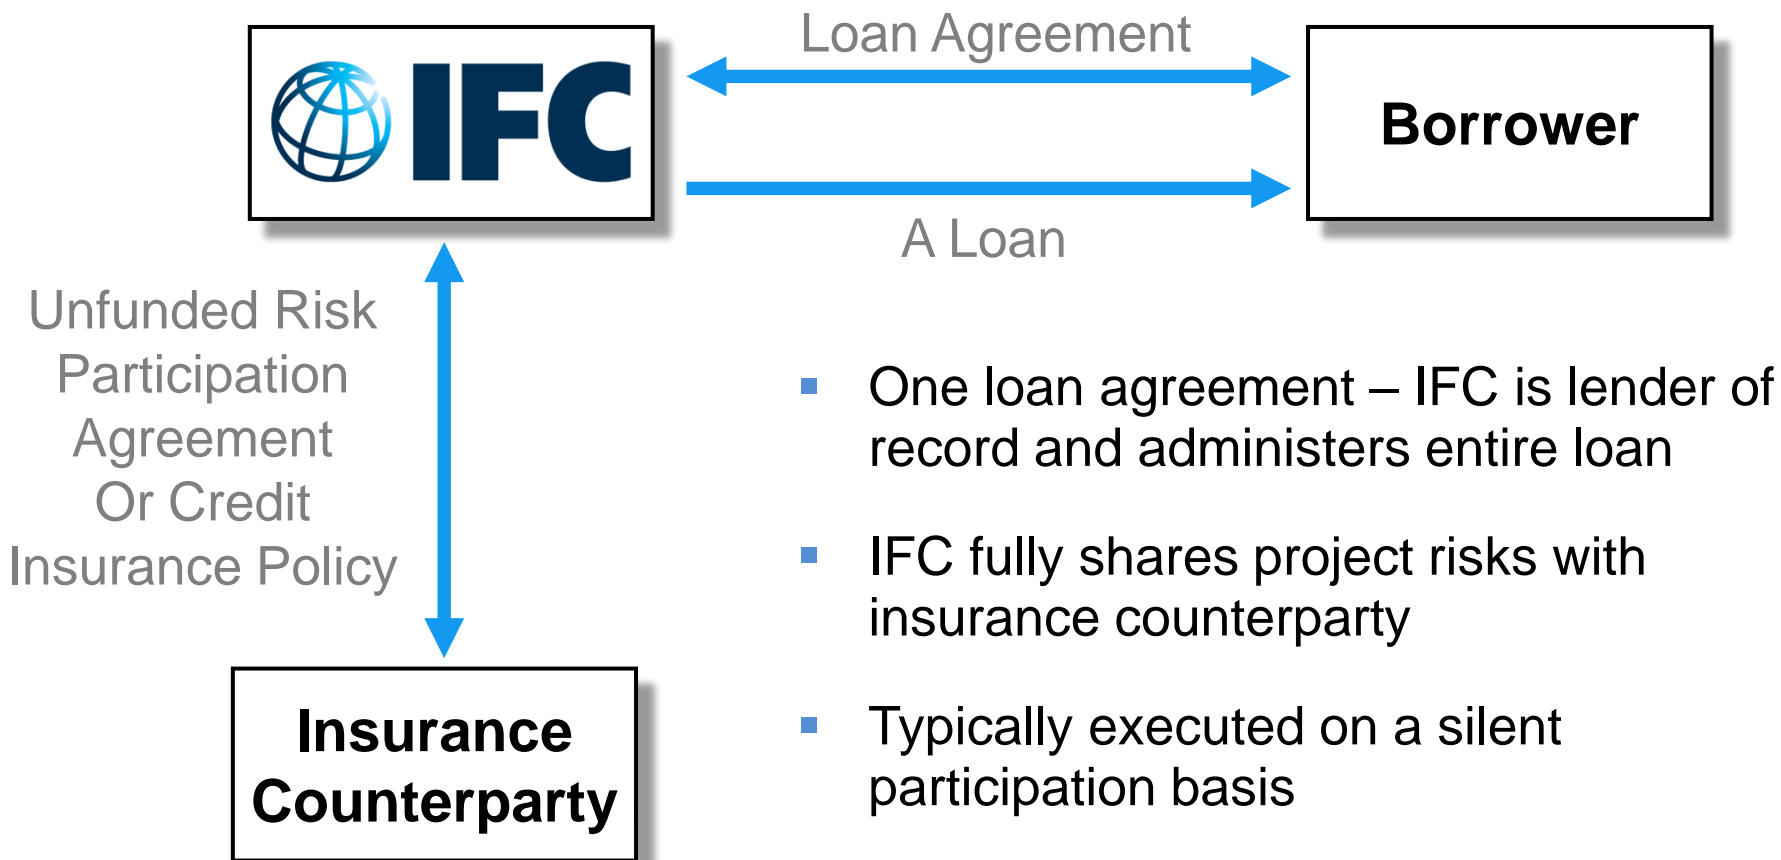 Loan Agreement
IFC
Borrower
A Loan
Unfunded Risk
Participation
Agreement
Or Credit
Insurance Policy
One loan agreement – IFC is lender of
record and administers entire loan
IFC fully shares project risks with
insurance counterparty
Typically executed on a silent
participation basis
Insurance
Counterparty